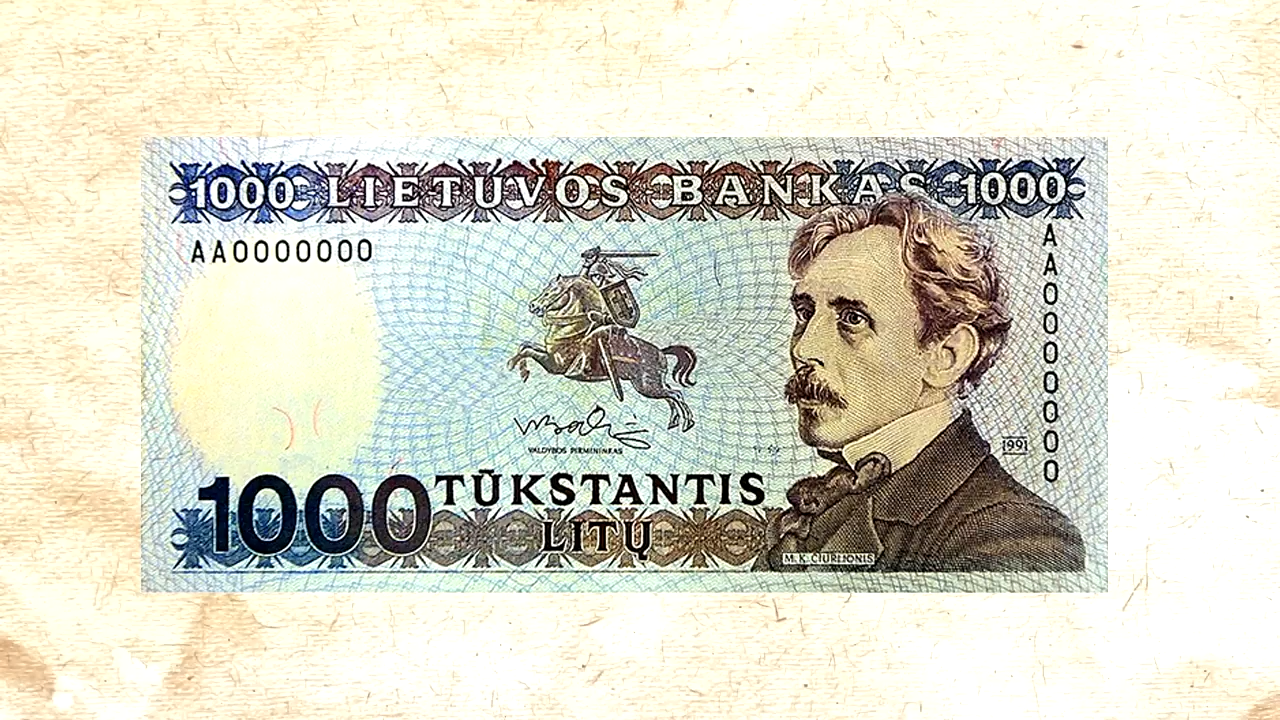 1000 LIETUVOS BANKAS 1000
AA0000000
AA0000000
VALDYBOS PIRMININKAS
1991
1000 TŪKSTANTIS
LITŲ
M. K. ČIURLIONIS